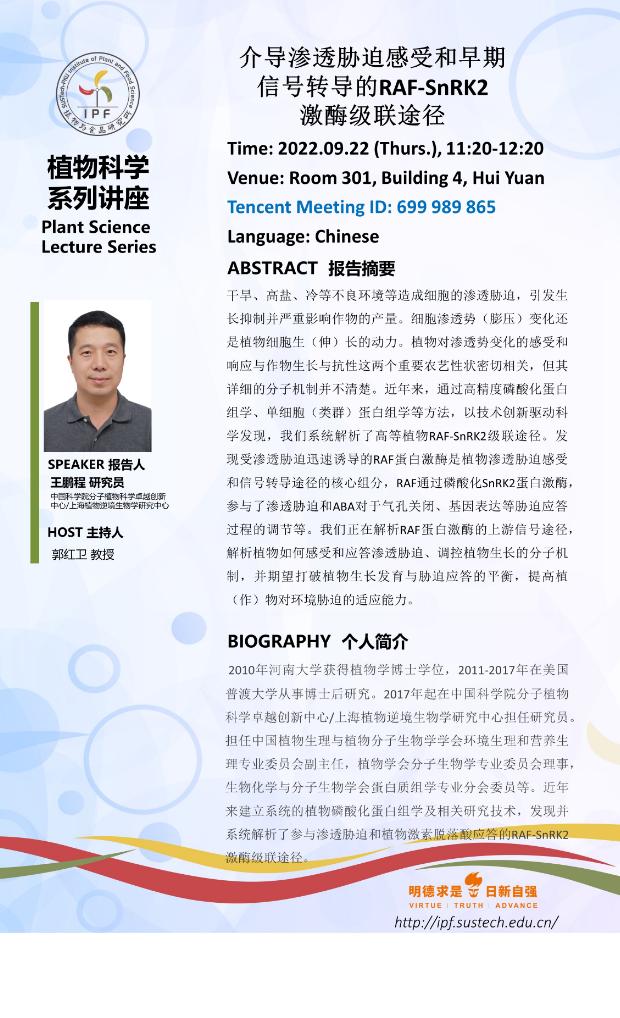 SUSTech-PKU Institute of Plant and Food Science
IPF
植物与食品研究所
植物科学
系列讲座
Plant Science
Lecture Series
SPEAKER 报告人
王鹏程 研究员
中国科学院分子植物科学卓越创新
中心/上海植物逆境生物学研究中心
HOST 主持人
郭红卫 教授
介导渗透胁迫感受和早期
信号转导的RAF-SnRK2
激酶级联途径
Time: 2022.09.22 (Thurs.), 11:20-12:20
Venue: Room 301, Building 4, Hui Yuan
Tencent Meeting ID: 699 989 865
Language: Chinese
ABSTRACT 报告摘要
干旱、高盐、冷等不良环境等造成细胞的渗透胁迫，引发生
长抑制并严重影响作物的产量。细胞渗透势（膨压）变化还
是植物细胞生（伸）长的动力。植物对渗透势变化的感受和
响应与作物生长与抗性这两个重要农艺性状密切相关，但其
详细的分子机制并不清楚。近年来，通过高精度磷酸化蛋白
组学、单细胞（类群）蛋白组学等方法，以技术创新驱动科
学发现，我们系统解析了高等植物RAF-SnRK2级联途径。发
现受渗透胁迫迅速诱导的RAF蛋白激酶是植物渗透胁迫感受
和信号转导途径的核心组分，RAF通过磷酸化SnRK2蛋白激酶，
参与了渗透胁迫和ABA对于气孔关闭、基因表达等胁迫应答
过程的调节等。我们正在解析RAF蛋白激酶的上游信号途径，
解析植物如何感受和应答渗透胁迫、调控植物生长的分子机
制，并期望打破植物生长发育与胁迫应答的平衡，提高植
（作）物对环境胁迫的适应能力。
BIOGRAPHY 个人简介
2010年河南大学获得植物学博士学位，2011-2017年在美国
普渡大学从事博士后研究。2017年起在中国科学院分子植物
科学卓越创新中心/上海植物逆境生物学研究中心担任研究员。
担任中国植物生理与植物分子生物学学会环境生理和营养生
理专业委员会副主任，植物学会分子生物学专业委员会理事，
生物化学与分子生物学会蛋白质组学专业分会委员等。近年
来建立系统的植物磷酸化蛋白组学及相关研究技术，发现并
系统解析了参与渗透胁迫和植物激素脱落酸应答的RAF-SnRK2
激酶级联途径。
明德求是 日新自强
VIRTUE TRUTH ADVANCE
http://ipf.sustech.edu.cn/